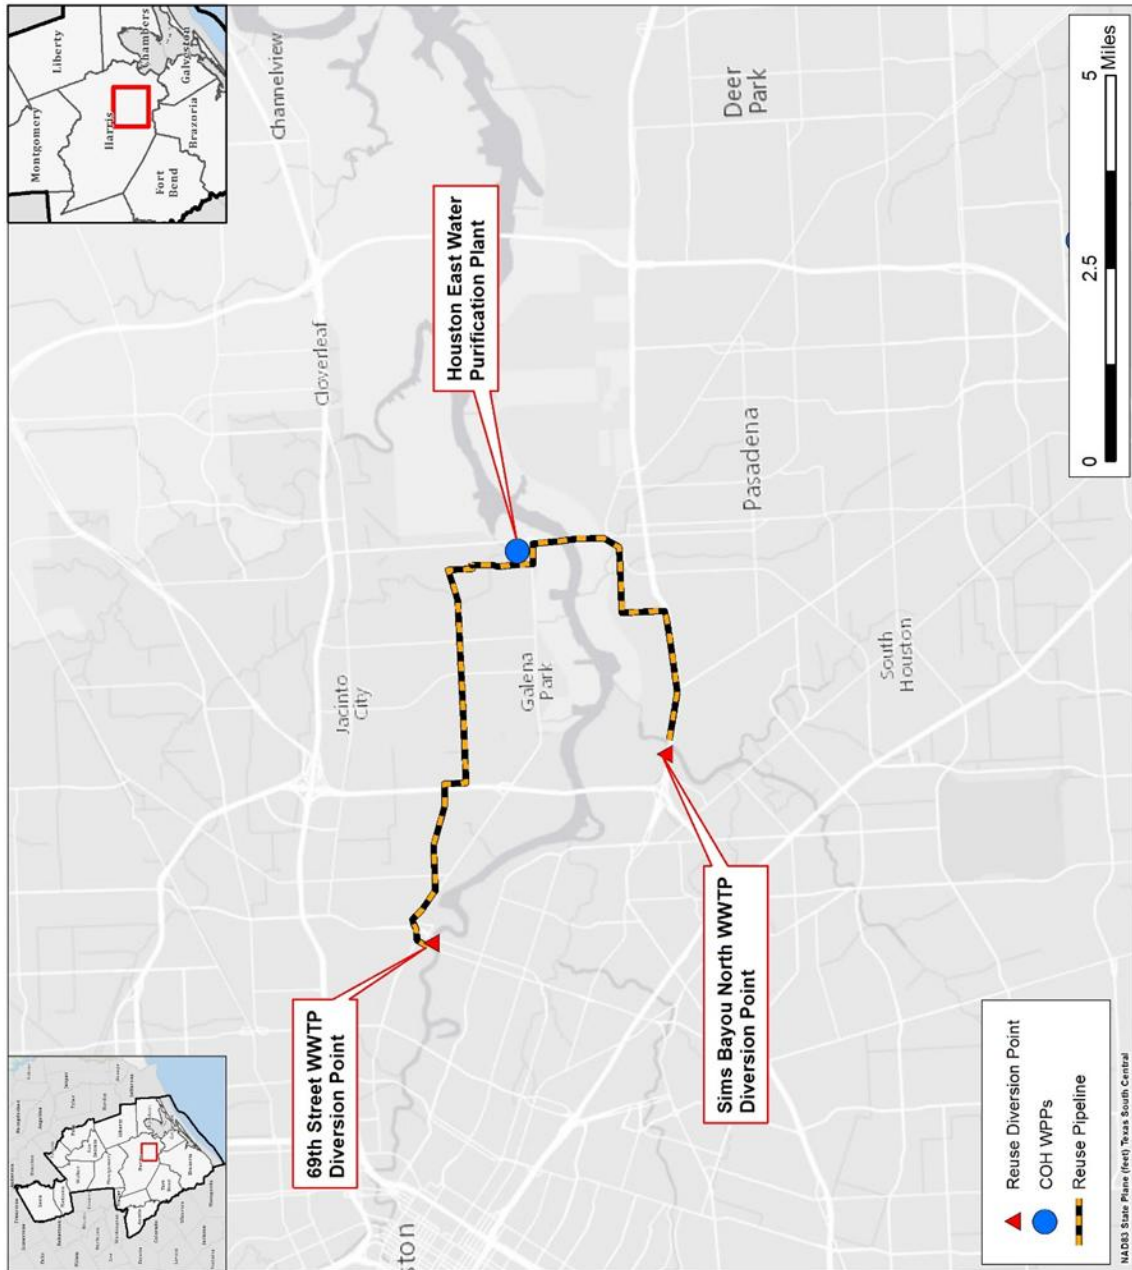 Montgomery
Liberty
Harris
Chambers
Galveston
Fort
Bend
Brazoria
Channelview
Cloverleaf
Jacinto
City
Galena
Park
Deer
Park
Pasadena
South
Houston
ston
69th Street WWTP
Diversion Point
Houston East Water
Purification Plant
Sims Bayou North WWTP
Diversion Point
Reuse Diversion Point
COH WPPs
Reuse Pipeline
0 2.5 5
Miles
NAD83 State Plane (feet) Texas South Central